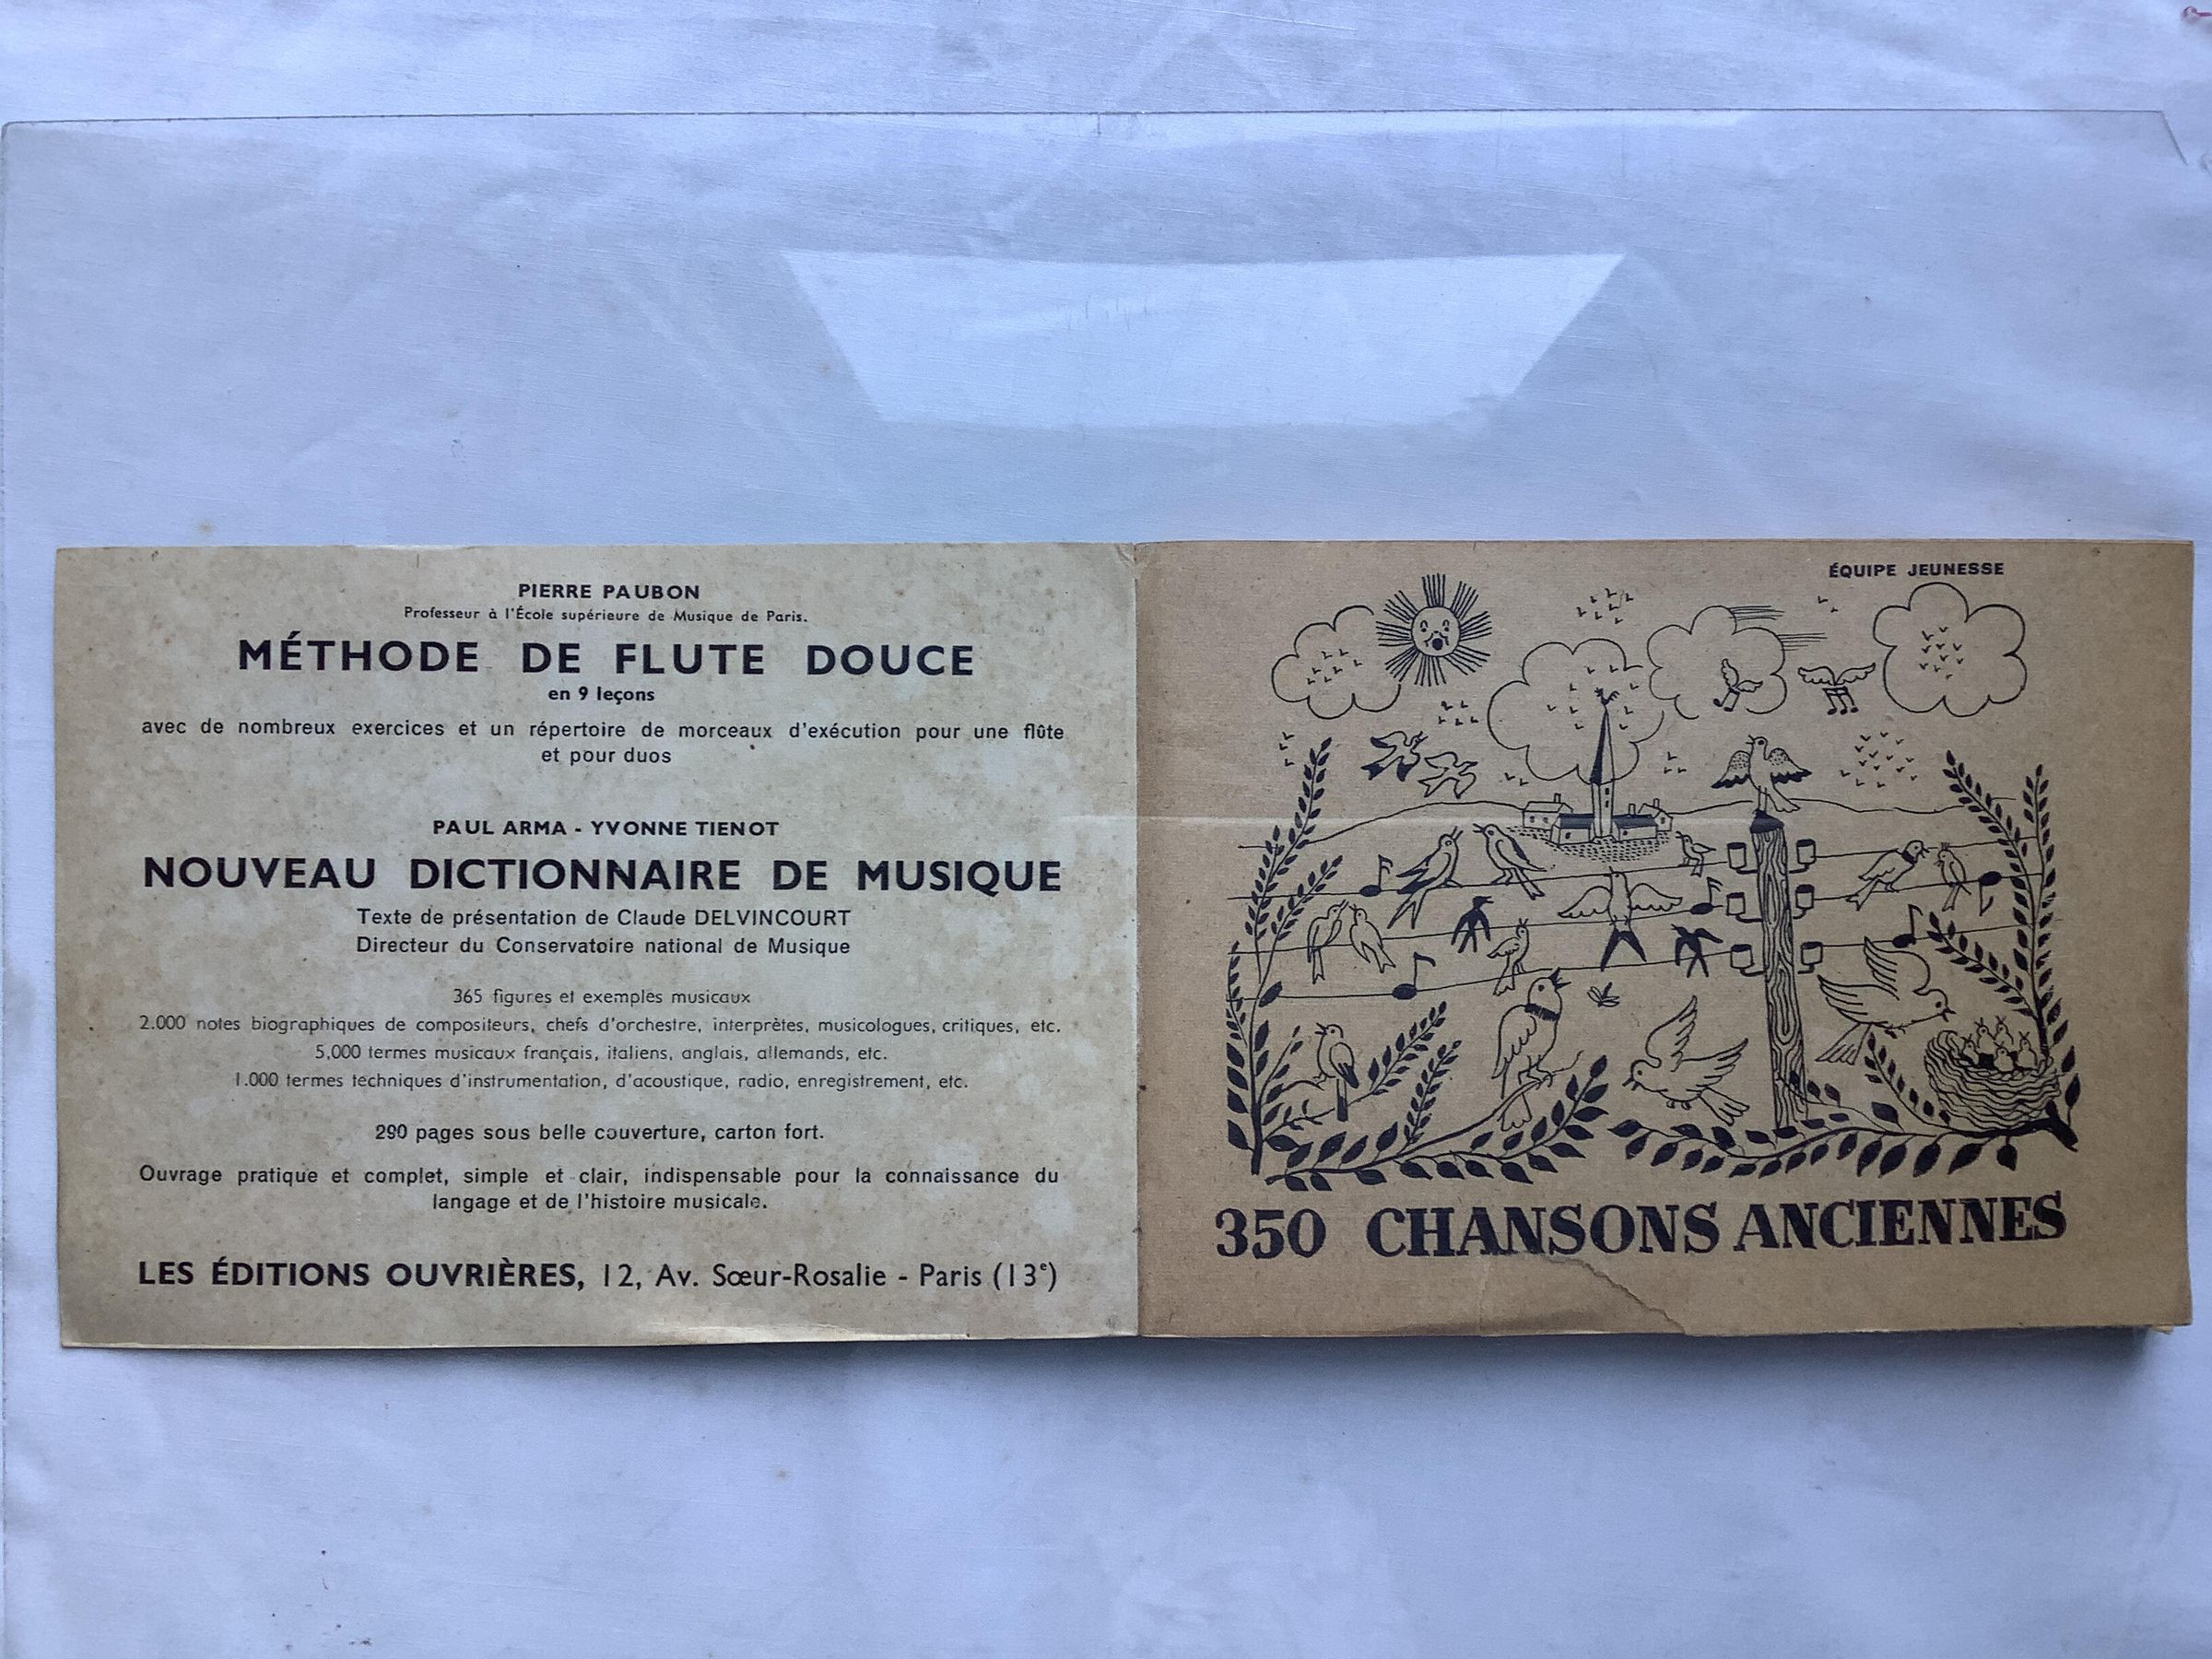 PIERRE PAUBON
Professeur à l'École supérieure de Musique de Paris.
MÉTHODE DE FLUTE DOUCE
en 9 leçons
avec de nombreux exercices et un répertoire de morceaux d'exécution pour une flûte
et pour duos
PAUL ARMA - YVONNE TIENOT
NOUVEAU DICTIONNAIRE DE MUSIQUE
Texte de présentation de Claude DELVINCOURT
Directeur du Conservatoire national de Musique
365 figures et exemples musicaux
2.000 notes biographiques de compositeurs, chefs d'orchestre, interprètes, musicologues, critiques, etc.
5.000 termes musicaux français, italiens, anglais, allemands, etc.
1.000 termes techniques d'instrumentation, d'acoustique, radio, enregistrement, etc.
290 pages sous belle couverture, carton fort.
Ouvrage pratique et complet, simple et clair, indispensable pour la connaissance du
langage et de l'histoire musicale.
LES ÉDITIONS OUVRIÈRES, 12, Av. Sœur-Rosalie - Paris (13e)
ÉQUIPE JEUNESSE
350 CHANSONS ANCIENNES